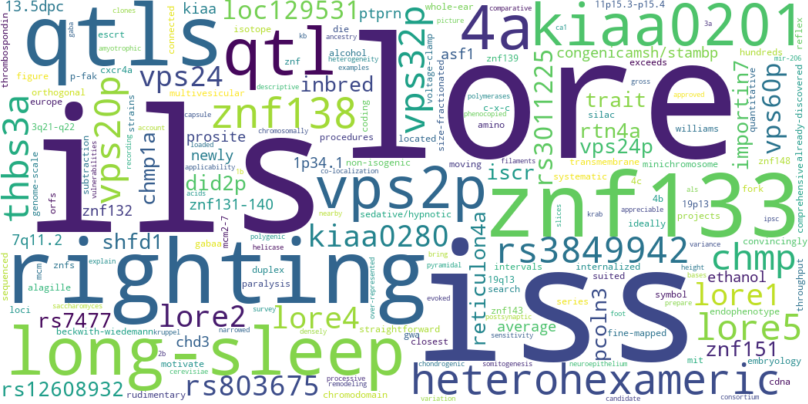 13.5dpc kiaa escrt loc129531 ptprn whole-ear die picture comparative 11p15.3-p15.4
thrombospondin qtls isotope kb ancestry amyotrophic 4a kiaa0201 reflex
connected clones gaba alcohol heterogeneity examples 3a ca1 mir-206
figure p-fak cxcr4a qtl vps32p asf1 znf139 exceeds congenicamsh/stambp hundreds
orthogonal vps24 znf descriptive inbred voltage-clamp polymerases c-x-c trait quantitative
multivesicular capsule lore size-fractionated phenocopied rs3011225 approved vps60p
thbs3a europe strains znf138 coding located amino silac rtn4a importin7 gross
3q21-q22 vps20p account chromosomally procedures williams vps24p already-discovered
genome-scale subtraction vulnerabilities recording chmp1a prosite loaded 1p34.1 non-isogenic moving transmembrane minichromosome znf148 comprehensive
orfs ils newly applicability co-localization iscr filaments systematic 4c fork
did2p acids 1b vps2p znf133 4b 19p13 krab appreciable convincingly
znf132 znf131-140 nearby sedative/hypnotic reticulon4a slices projects ideally ipsc
7q11.2 shfd1 gabaa mcm2-7 polygenic kiaa0280 rs3849942 chmp variance
sequenced righting mcm helicase duplex bring 19q13 intervals internalized height bases throughput
alagille znfs explain paralysis over-represented pyramidal search suited symbol ethanol prepare
loci saccharomyces lore2 survey straightforward iss znf143 series endophenotype lore1
rs7477 lore4 gwa evoked postsynaptic pcoln3 average foot lore5
beckwith-wiedemann kruppel chd3 narrowed densely closest sensitivity fine-mapped mit znf151
long-sleep motivate cerevisiae processive remodeling chondrogenic somitogenesis neuroepithelium embryology cdna
rs12608932 rudimentary 2b chromodomain rs803675 variation heterohexameric candidate consortium